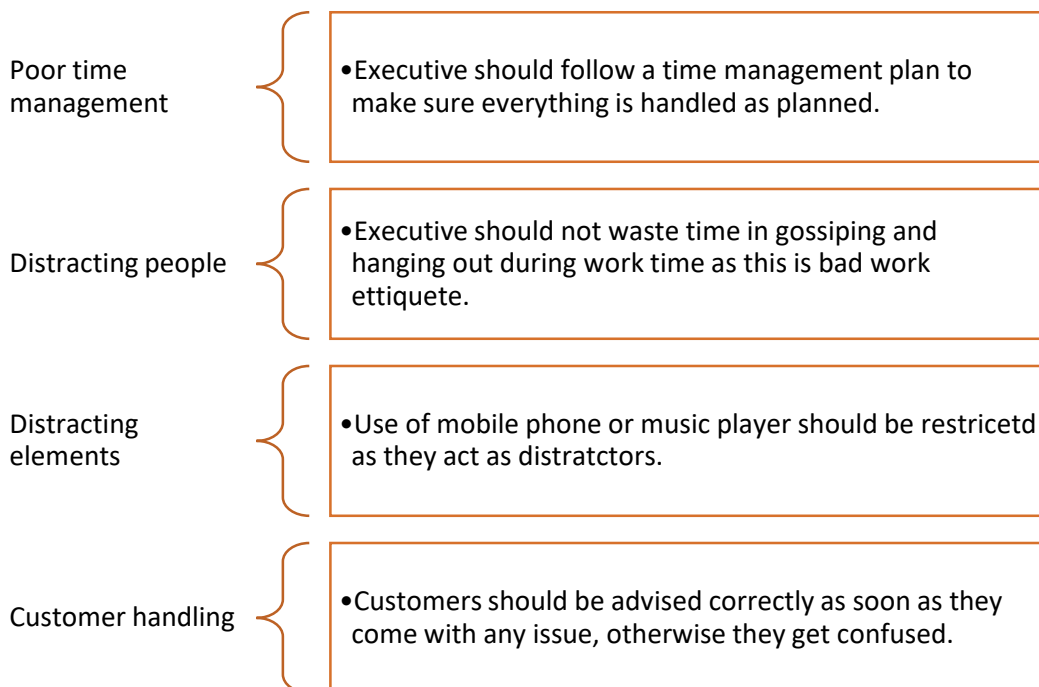 Poor time
management
•Executive should follow a time management plan to
make sure everything is handled as planned.
Distracting people
•Executive should not waste time in gossiping and
hanging out during work time as this is bad work
ettiquete.
Distracting
elements
•Use of mobile phone or music player should be restricetd
as they act as distratctors.
Customer handling
•Customers should be advised correctly as soon as they
come with any issue, otherwise they get confused.